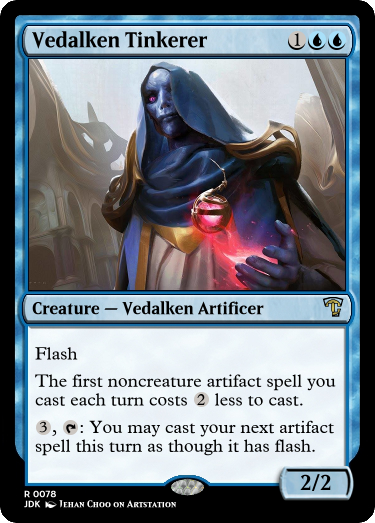 Vedalken Tinkerer 1
Creature — Vedalken Artificer
Flash
The first noncreature artifact spell you
cast each turn costs 2 less to cast.
3, : You may cast your next artifact
spell this turn as though it has flash.
2/2
R 0078
JDK Jehan Choo on Artstation